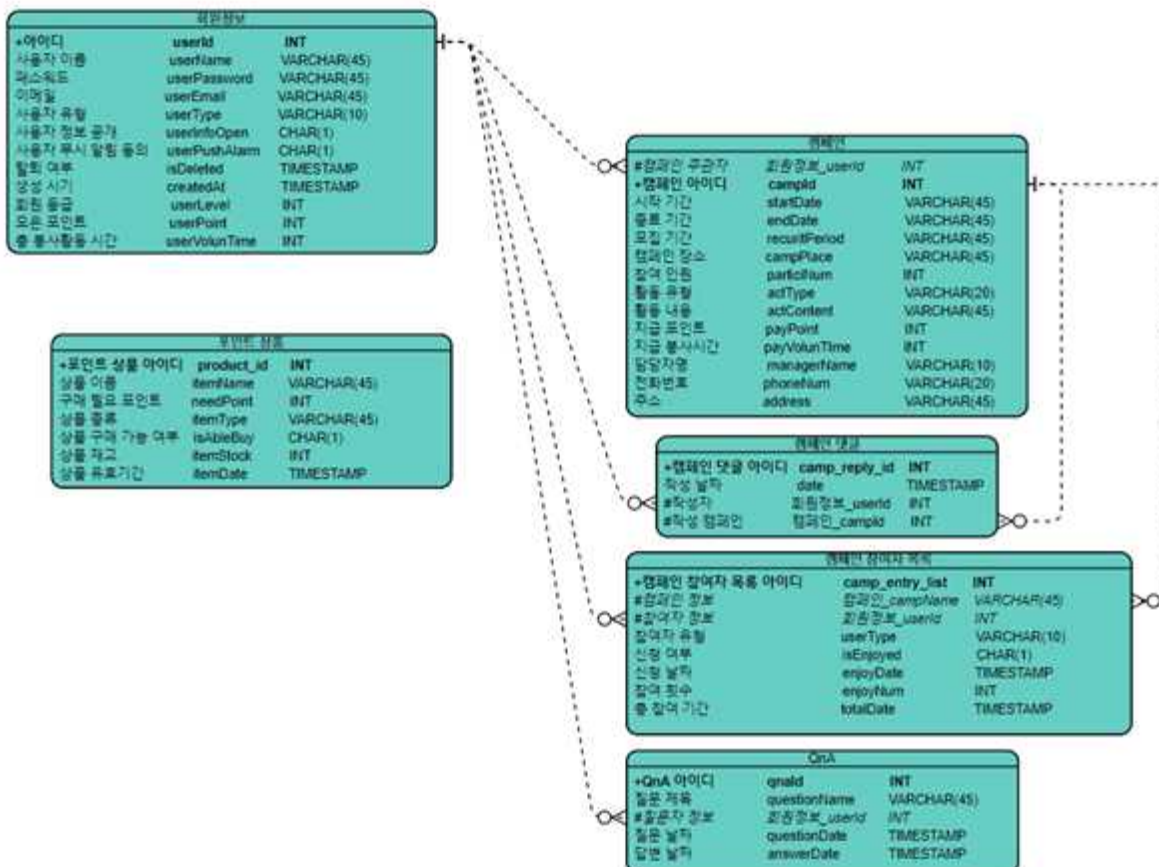 회원정보
+아이디 userId INT
사용자 이름 userName VARCHAR(45)
패스워드 userPassword VARCHAR(45)
이메일 userEmail VARCHAR(45)
사용자 유형 userType VARCHAR(10)
사용자 정보 공개 userInfoOpen CHAR(1)
사용자 푸시 알림 동의 userPushAlarm CHAR(1)
탈퇴 여부 isDeleted TIMESTAMP
생성 시기 createdAt TIMESTAMP
회원 등급 userLevel INT
모은 포인트 userPoint INT
총 봉사활동 시간 userVolunTime INT
캠페인
#캠페인 주관자 회원정보_userId INT
+캠페인 아이디 campId INT
시작 기간 startDate VARCHAR(45)
종료 기간 endDate VARCHAR(45)
모집 기간 recuritPeriod VARCHAR(45)
캠페인 장소 campPlace VARCHAR(45)
참여 인원 particiNum INT
활동 유형 actType VARCHAR(20)
활동 내용 actContent VARCHAR(45)
지급 포인트 payPoint INT
지급 봉사시간 payVolunTime INT
담당자명 managerName VARCHAR(10)
전화번호 phoneNum VARCHAR(20)
주소 address VARCHAR(45)
포인트 상품
+포인트 상품 아이디 product_id INT
상품 이름 itemName VARCHAR(45)
구매 필요 포인트 needPoint INT
상품 종류 itemType VARCHAR(45)
상품 구매 가능 여부 isAbleBuy CHAR(1)
상품 재고 itemStock INT
상품 유효기간 itemDate TIMESTAMP
캠페인 댓글
+캠페인 댓글 아이디 camp_reply_id INT
작성 날짜 date TIMESTAMP
#작성자 회원정보_userId INT
#작성 캠페인 캠페인_campId INT
캠페인 참여자 목록
+캠페인 참여자 목록 아이디 camp_entry_list INT
#캠페인 정보 캠페인_campName VARCHAR(45)
#참여자 정보 회원정보_userId INT
참여자 유형 userType VARCHAR(10)
신청 여부 isEnjoyed CHAR(1)
신청 날짜 enjoyDate TIMESTAMP
참여 횟수 enjoyNum INT
총 참여 기간 totalDate TIMESTAMP
QnA
+QnA 아이디 qnaId INT
질문 제목 questionName VARCHAR(45)
#질문자 정보 회원정보_userId INT
질문 날짜 questionDate TIMESTAMP
답변 날짜 answerDate TIMESTAMP